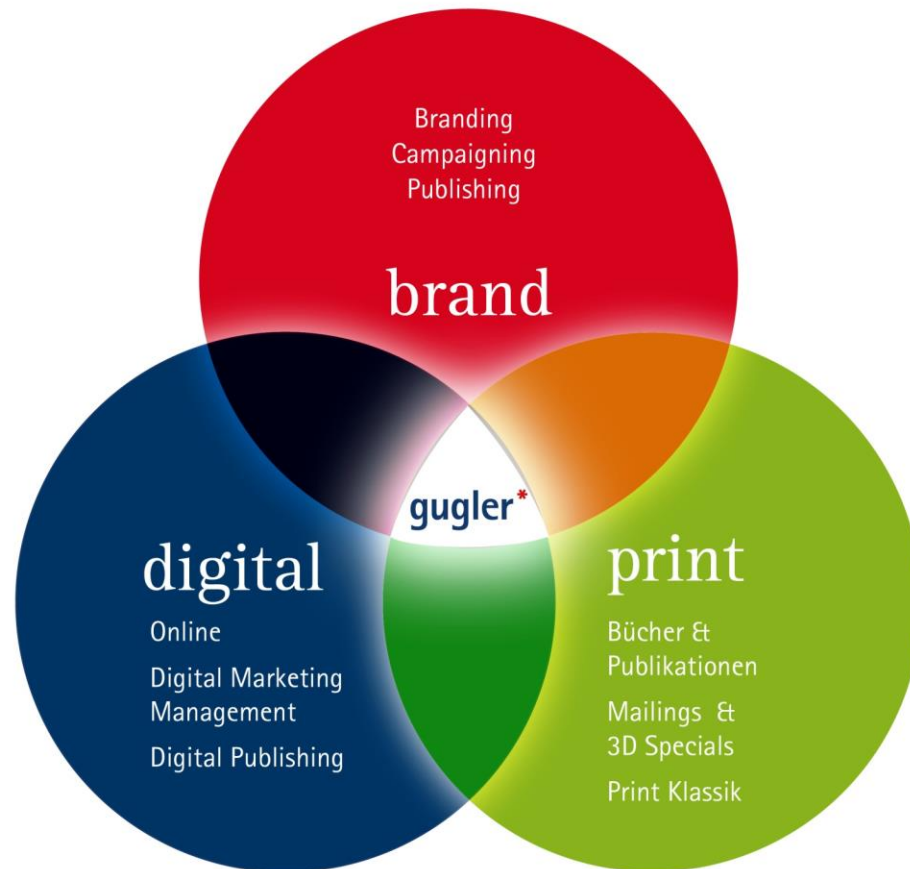 Branding
Campaigning
Publishing
brand
gugler*
digital
Online
Digital Marketing
Management
Digital Publishing
print
Bücher &
Publikationen
Mailings &
3D Specials
Print Klassik